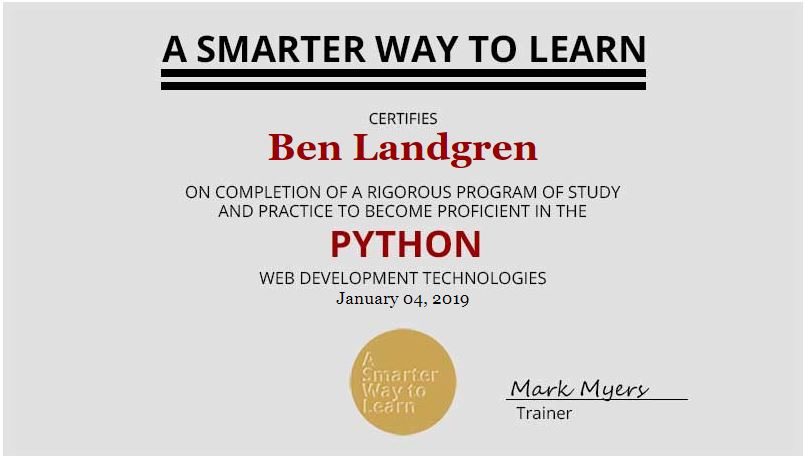 A SMARTER WAY TO LEARN
CERTIFIES
Ben Landgren
ON COMPLETION OF A RIGOROUS PROGRAM OF STUDY
AND PRACTICE TO BECOME PROFICIENT IN THE
PYTHON
WEB DEVELOPMENT TECHNOLOGIES
January 04, 2019
A
Smarter
Way to
Learn
Mark Myers
Trainer